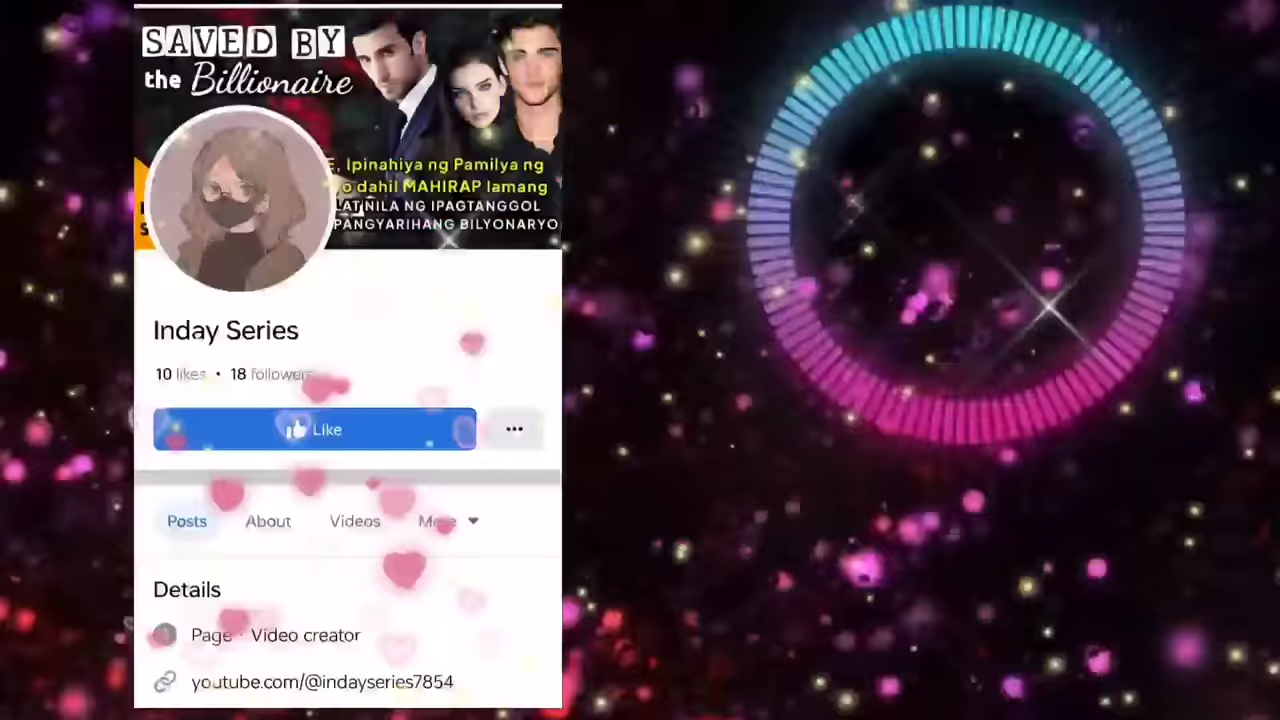 SAVED BY
the Billionaire
E, Ipinahiya ng Pamilya ng
o dahil MAHIRAP lamang
NILA NG IPAGTANGGOL
PANGYARIHANG BILYONARYO
Inday Series
10 likes • 18 followers
Like
Posts About Videos More
Details
Page · Video creator
youtube.com/@indayseries7854